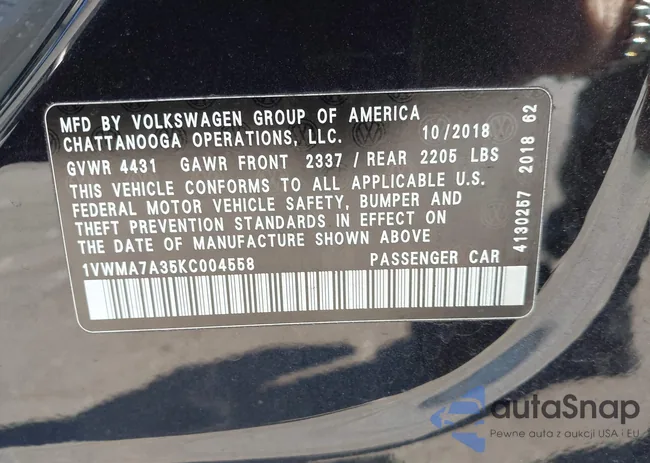 MFD BY VOLKSWAGEN GROUP OF AMERICA
CHATTANOOGA OPERATIONS, LLC. 10/2018
GVWR 4431 GAWR FRONT 2337 / REAR 2205 LBS
THIS VEHICLE CONFORMS TO ALL APPLICABLE U.S.
FEDERAL MOTOR VEHICLE SAFETY, BUMPER AND
THEFT PREVENTION STANDARDS IN EFFECT ON
THE DATE OF MANUFACTURE SHOWN ABOVE
1VWMA7A35KC004558 PASSENGER CAR
4130257 2018 62
autaSnap
Pewne auta z aukcji USA i EU